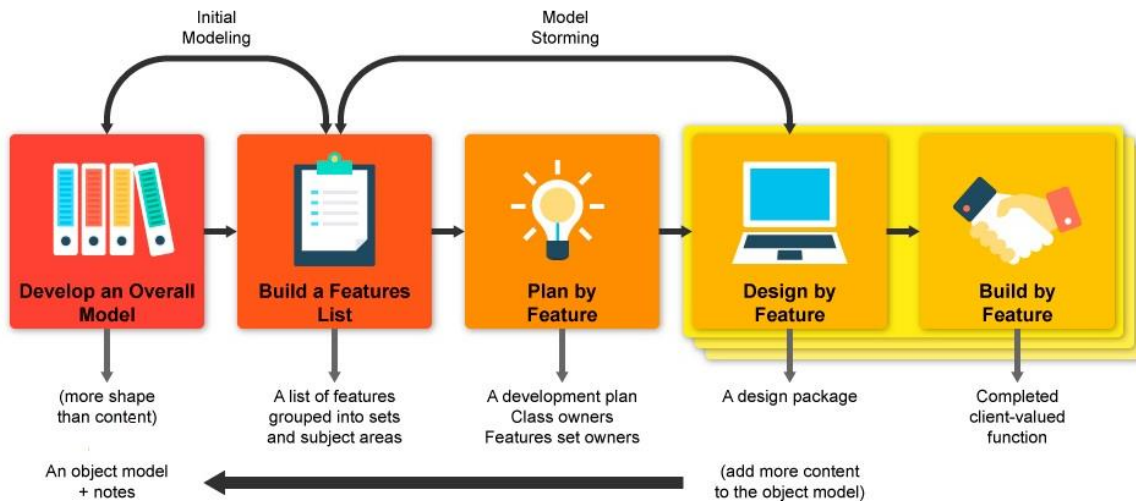 Initial
Modeling
Model
Storming
Develop an Overall
Model
Build a Features
List
Plan by
Feature
Design by
Feature
Build by
Feature
(more shape
than content)
A list of features
grouped into sets
and subject areas
A development plan
Class owners
Features set owners
A design package
Completed
client-valued
function
An object model
+ notes
(add more content
to the object model)